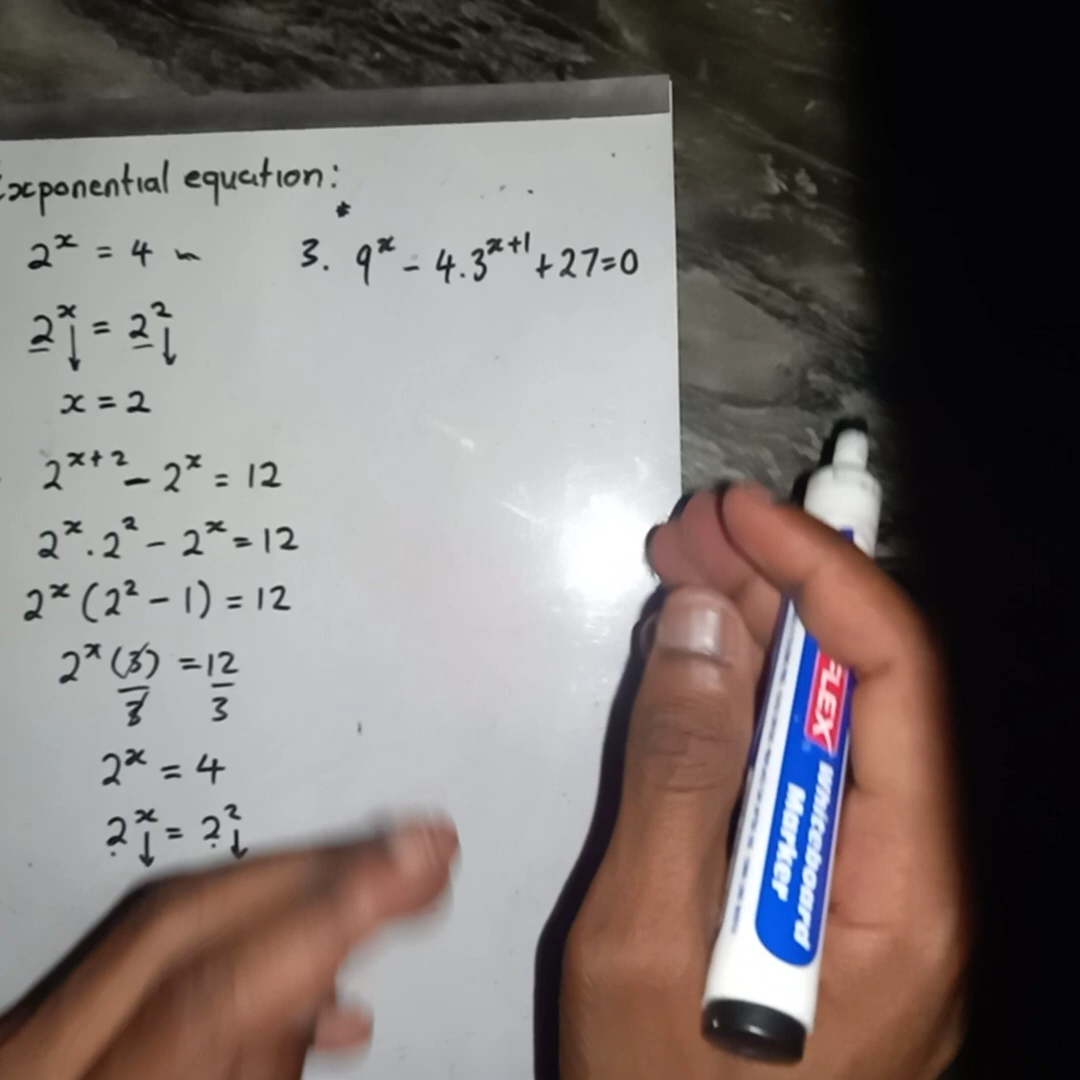 Exponential equation:
2^x = 4
2^x = 2^2
x = 2
2^{x+2} - 2^x = 12
2^x . 2^2 - 2^x = 12
2^x (2^2 - 1) = 12
2^x (3)/3 = 12/3
2^x = 4
2^x = 2^2
*
3. 9^x - 4.3^{x+1} + 27=0
FLEX
Whiteboard
Marker